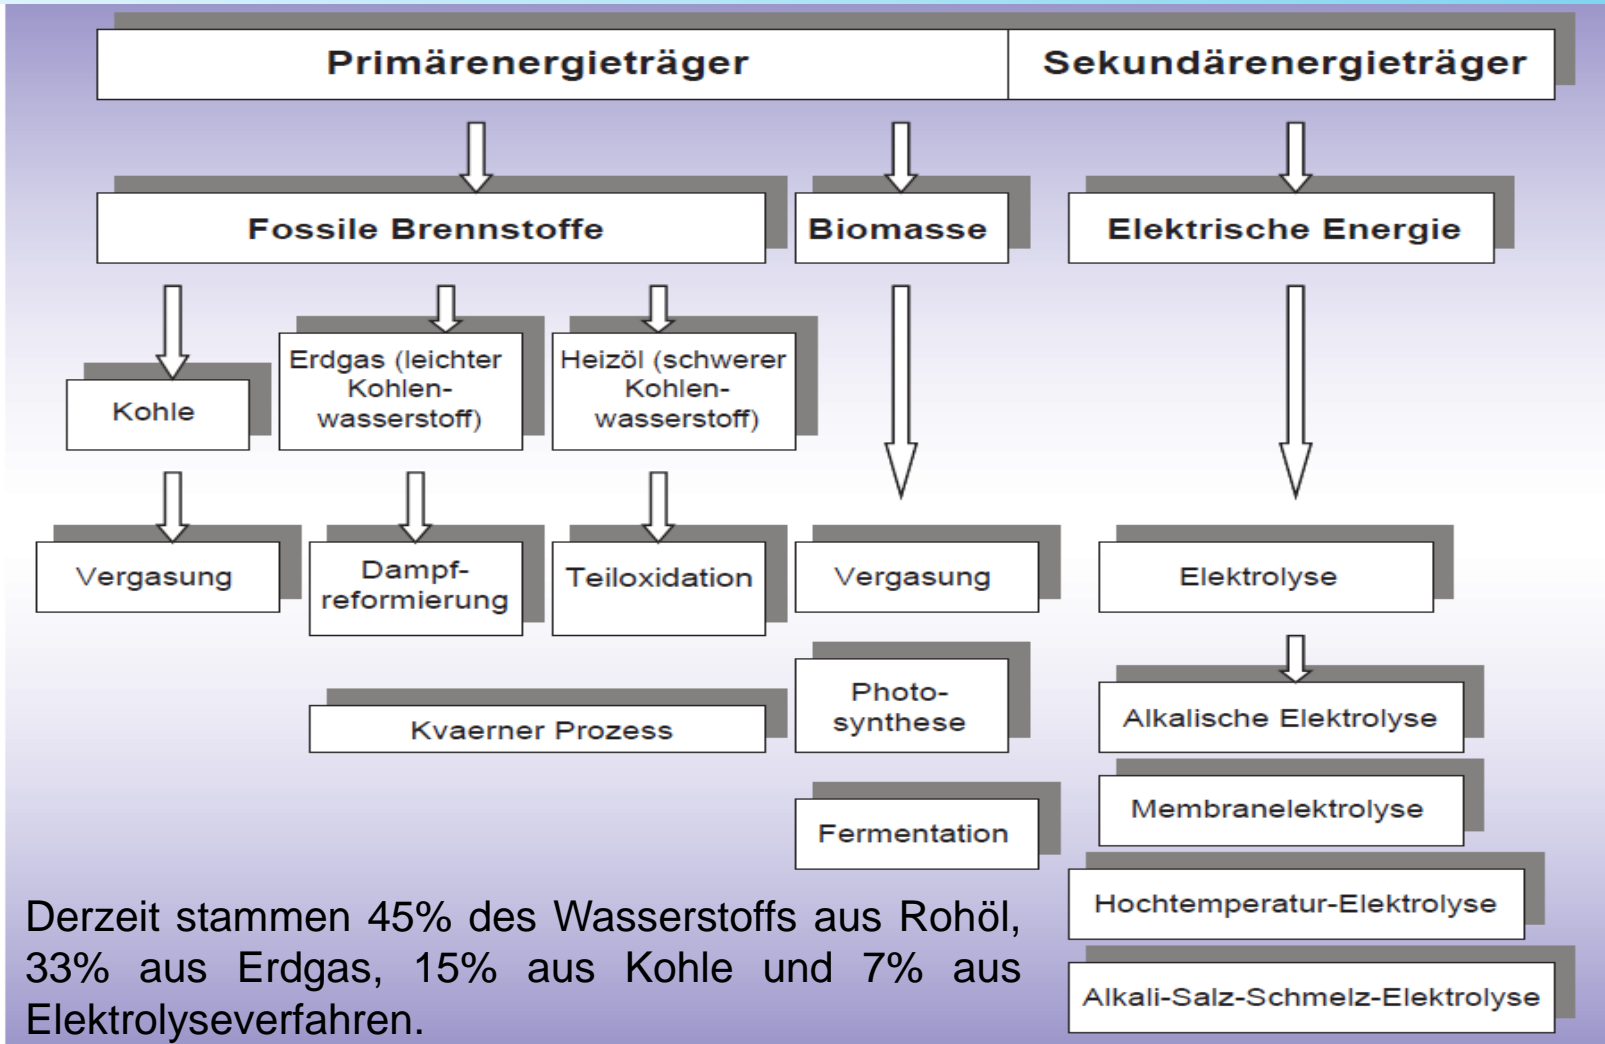 Primärenergieträger
Sekundärenergieträger
Fossile Brennstoffe
Biomasse
Elektrische Energie
Kohle
Erdgas (leichter
Kohlen-
wasserstoff)
Heizöl (schwerer
Kohlen-
wasserstoff)
Vergasung
Dampf-
reformierung
Teiloxidation
Vergasung
Elektrolyse
Kvaerner Prozess
Photo-
synthese
Fermentation
Alkalische Elektrolyse
Membranelektrolyse
Hochtemperatur-Elektrolyse
Alkali-Salz-Schmelz-Elektrolyse
Derzeit stammen 45% des Wasserstoffs aus Rohöl,
33% aus Erdgas, 15% aus Kohle und 7% aus
Elektrolyseverfahren.